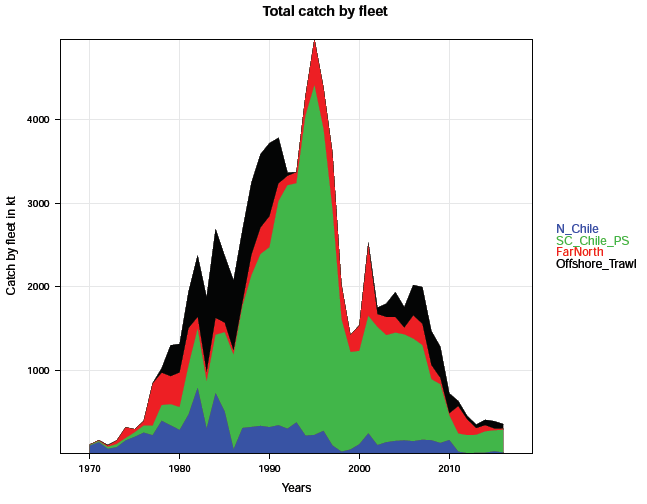 Total catch by fleet
Catch by fleet in kt
4000
3000
2000
1000
1970 1980 1990 2000 2010
Years
N_Chile
SC_Chile_PS
FarNorth
Offshore_Trawl